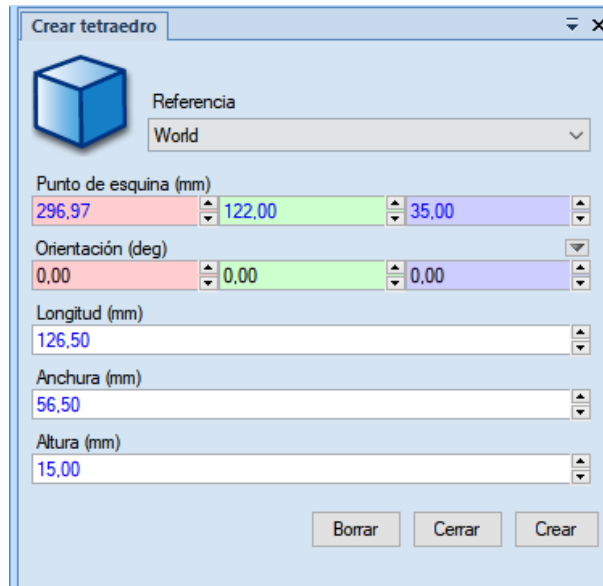 Crear tetraedro
Referencia
World
Punto de esquina (mm)
296,97 122,00 35,00
Orientación (deg)
0,00 0,00 0,00
Longitud (mm)
126,50
Anchura (mm)
56,50
Altura (mm)
15,00
Borrar Cerrar Crear